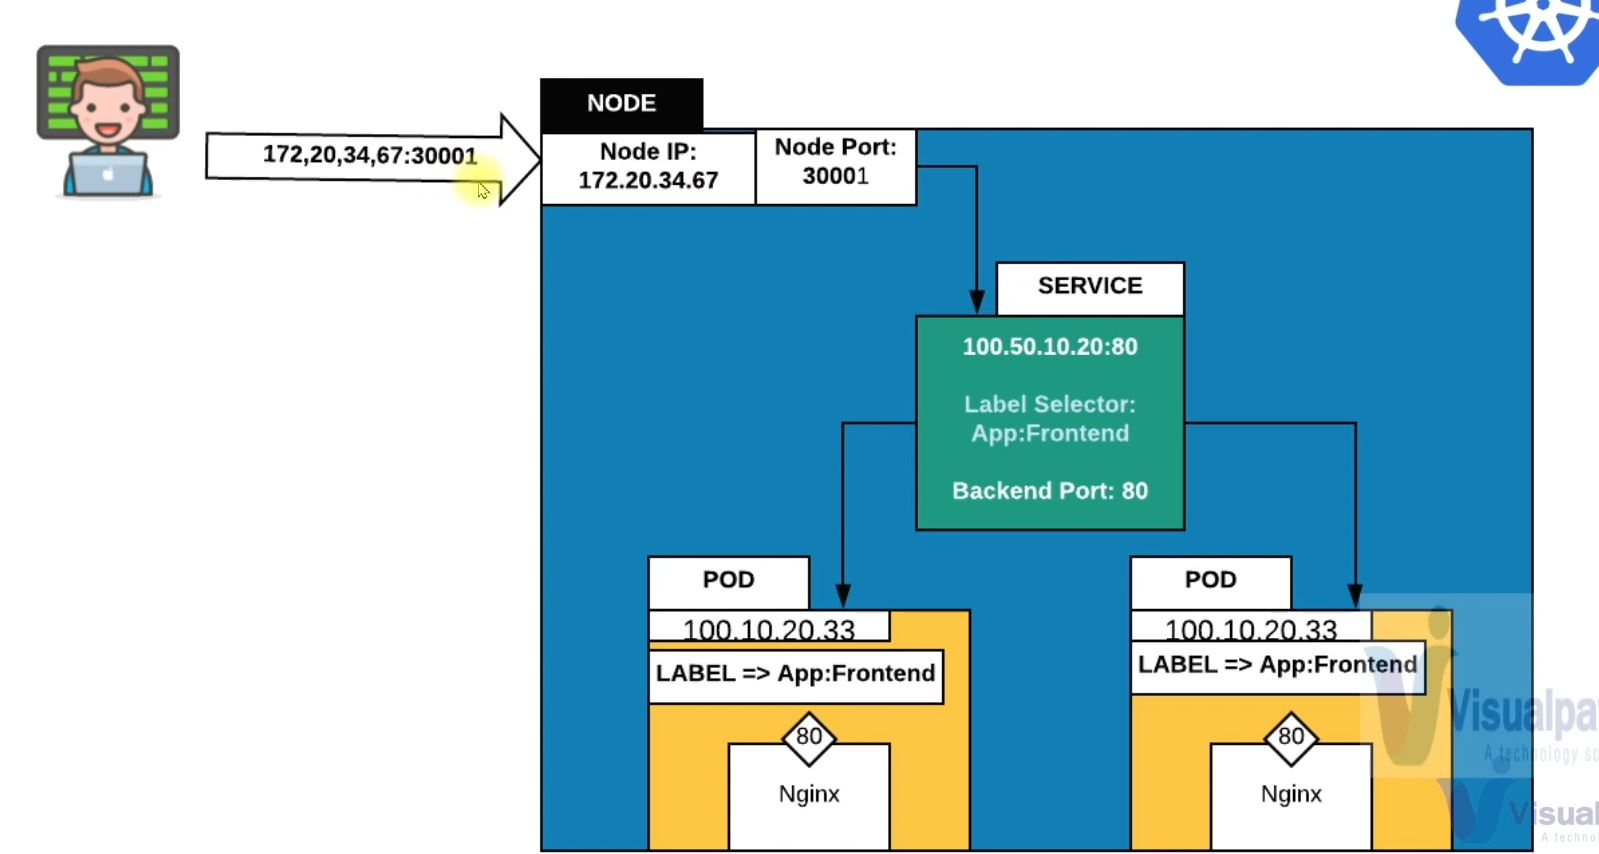 NODE
172,20,34,67:30001
Node IP:
172.20.34.67
Node Port:
30001
SERVICE
100.50.10.20:80
Label Selector:
App:Frontend
Backend Port: 80
POD
100.10.20.33
LABEL => App:Frontend
80
Nginx
POD
100.10.20.33
LABEL => App:Frontend
80
Nginx